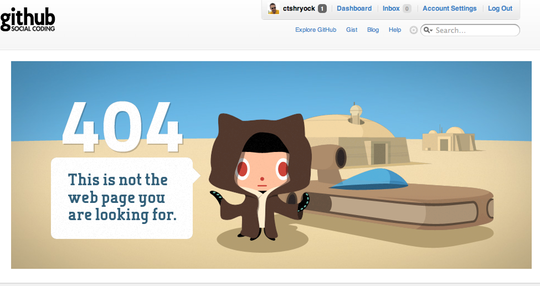 github
SOCIAL CODING
ctshryock 1 Dashboard Inbox 0 Account Settings Log Out
Explore GitHub Gist Blog Help Search...
404
This is not the
web page you
are looking for.